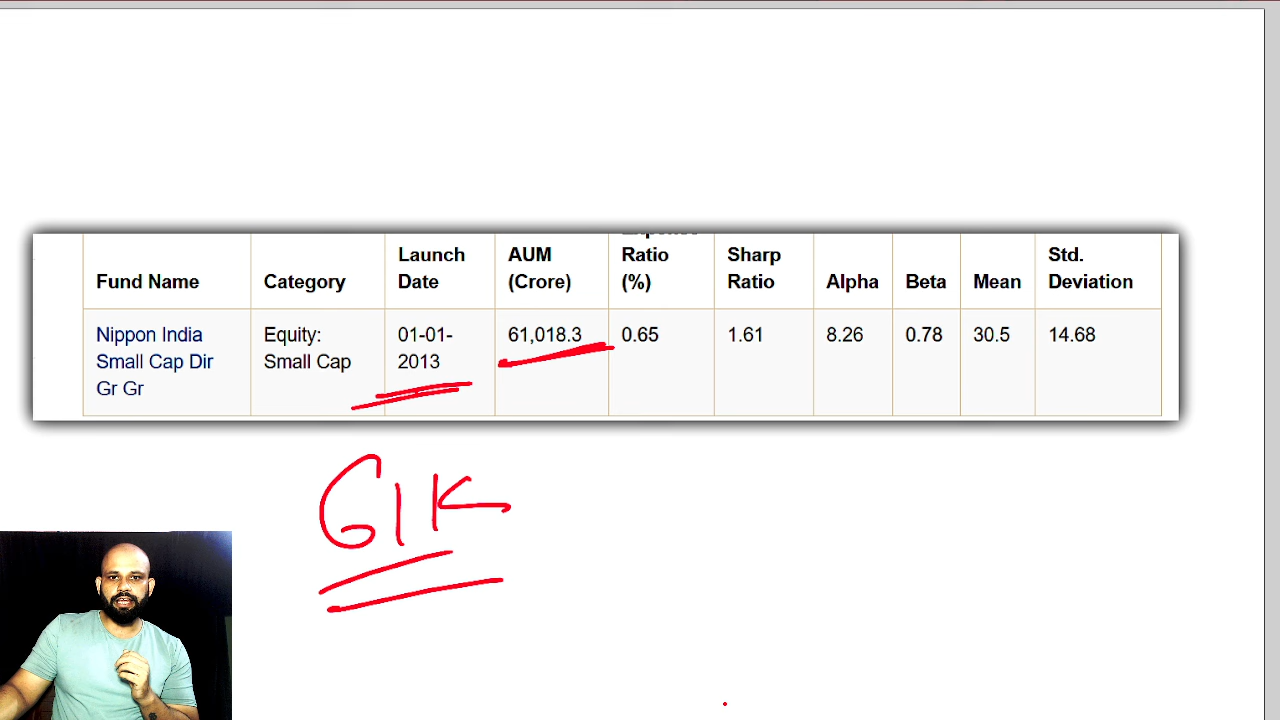 Launch AUM Ratio Sharp Std.
Fund Name Category Date (Crore) (%) Ratio Alpha Beta Mean Deviation
Nippon India Equity: 01-01- 61,018.3 0.65 1.61 8.26 0.78 30.5 14.68
Small Cap Dir Small Cap 2013
Gr Gr
61K